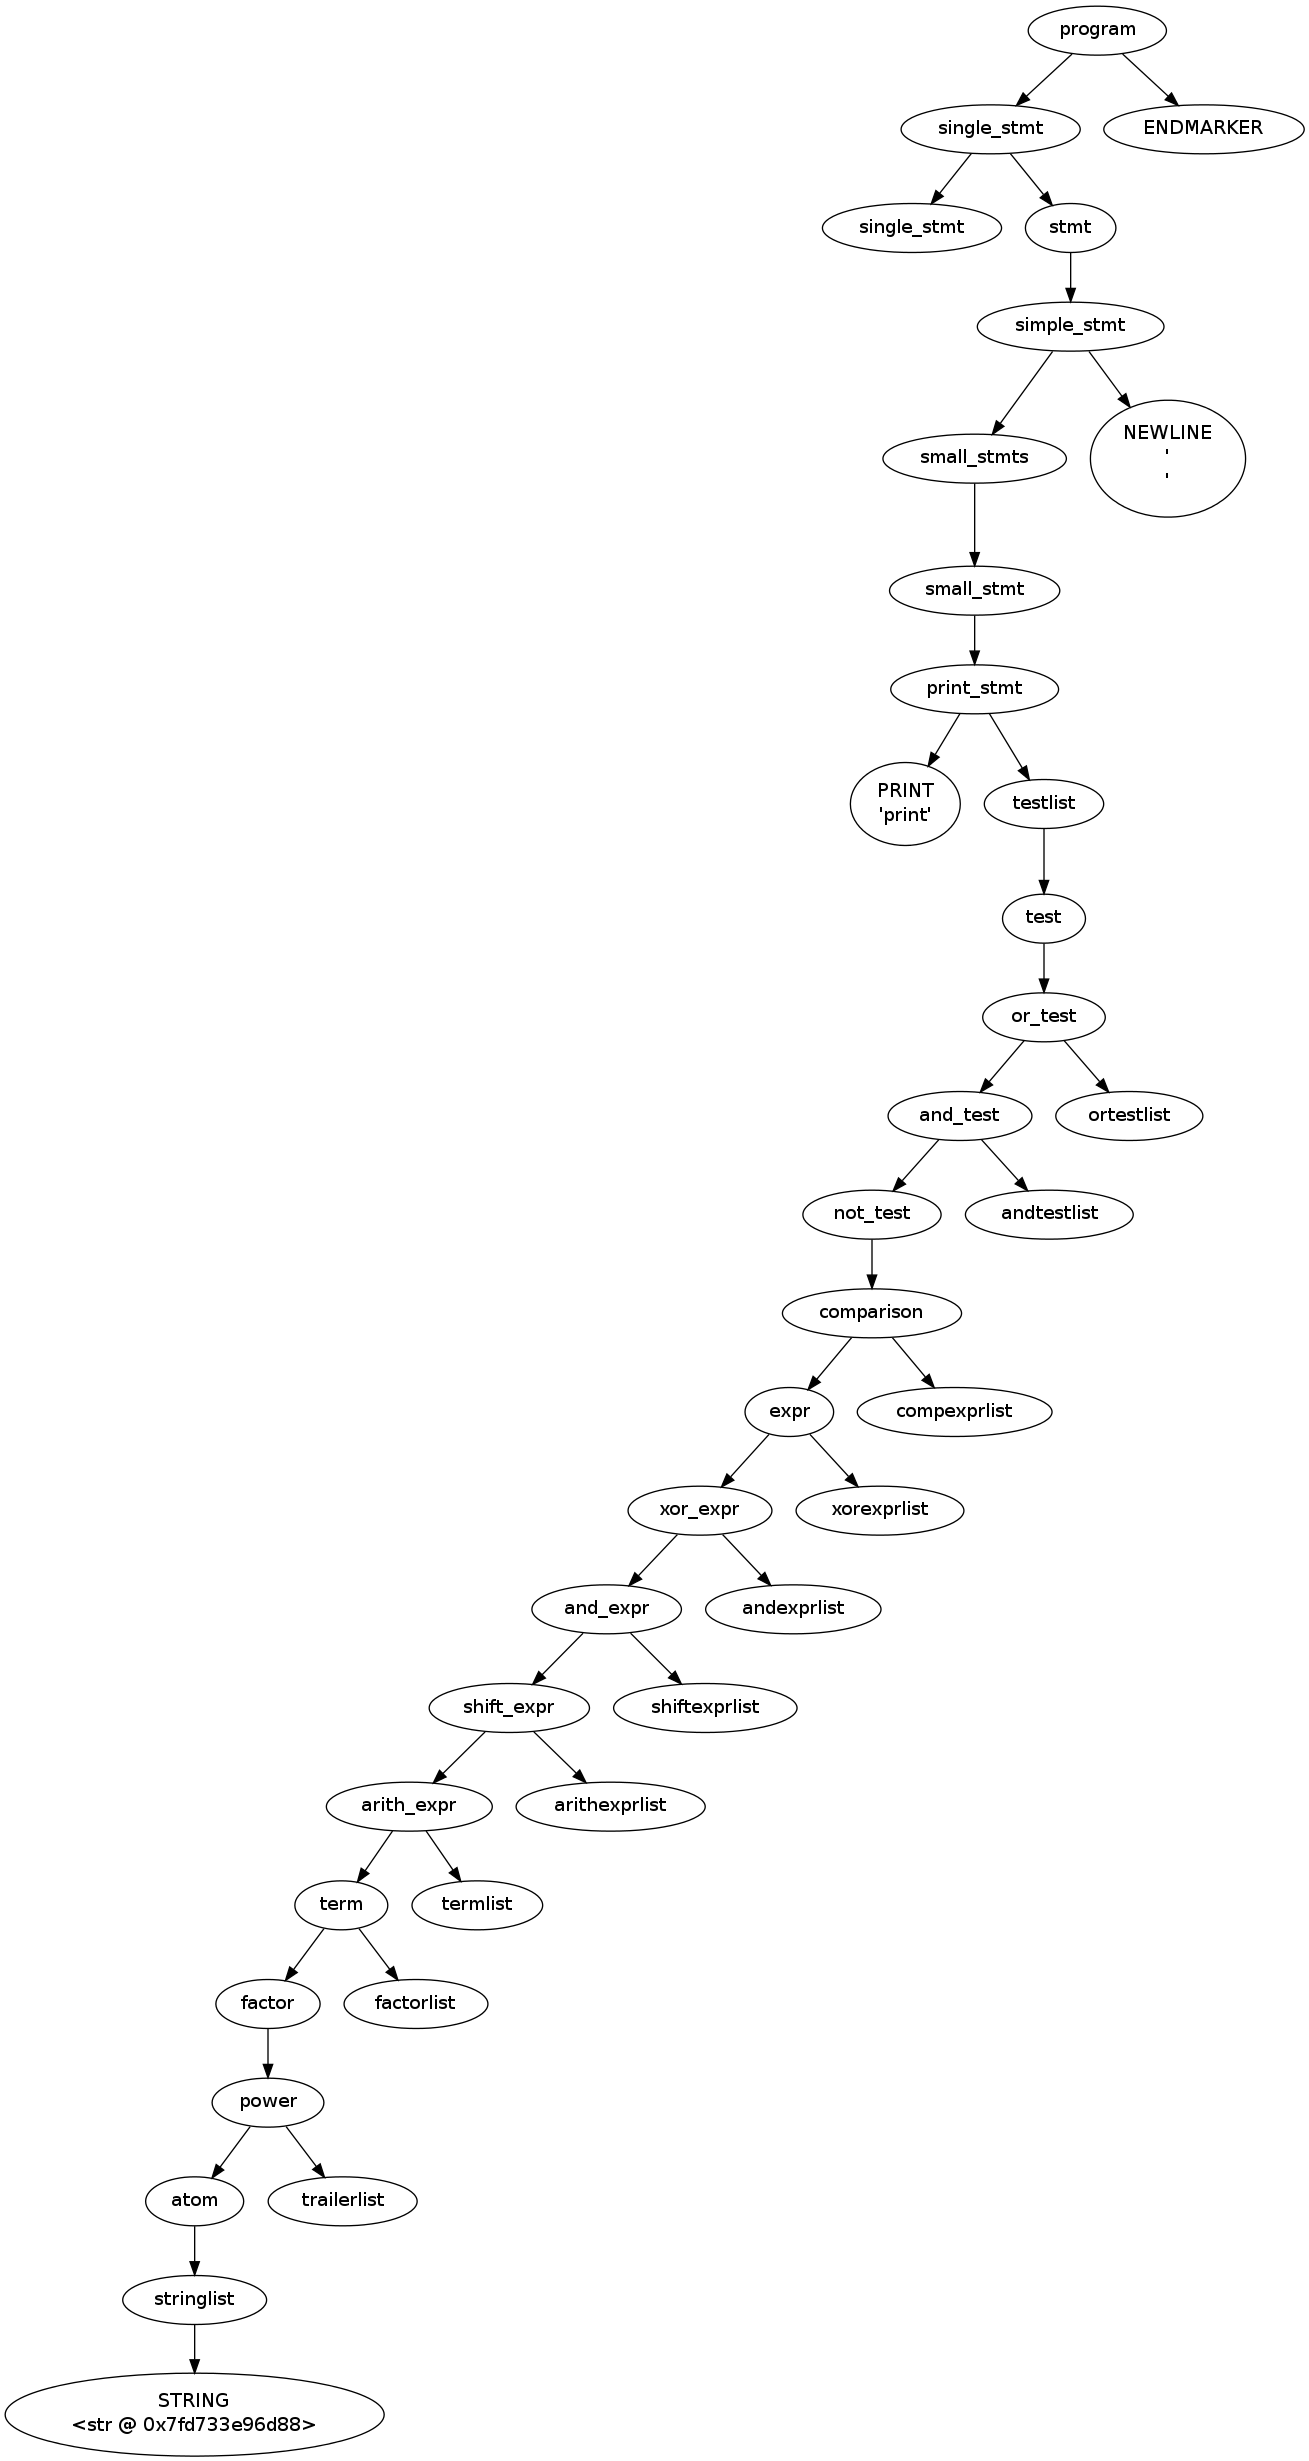 program
single_stmt
ENDMARKER
single_stmt
stmt
simple_stmt
small_stmts
NEWLINE
'
'
small_stmt
print_stmt
PRINT
'print'
testlist
test
or_test
and_test
ortestlist
not_test
andtestlist
comparison
expr
compexprlist
xor_expr
xorexprlist
and_expr
andexprlist
shift_expr
shiftexprlist
arith_expr
arithexprlist
term
termlist
factor
factorlist
power
atom
trailerlist
stringlist
STRING
<str @ 0x7fd733e96d88>